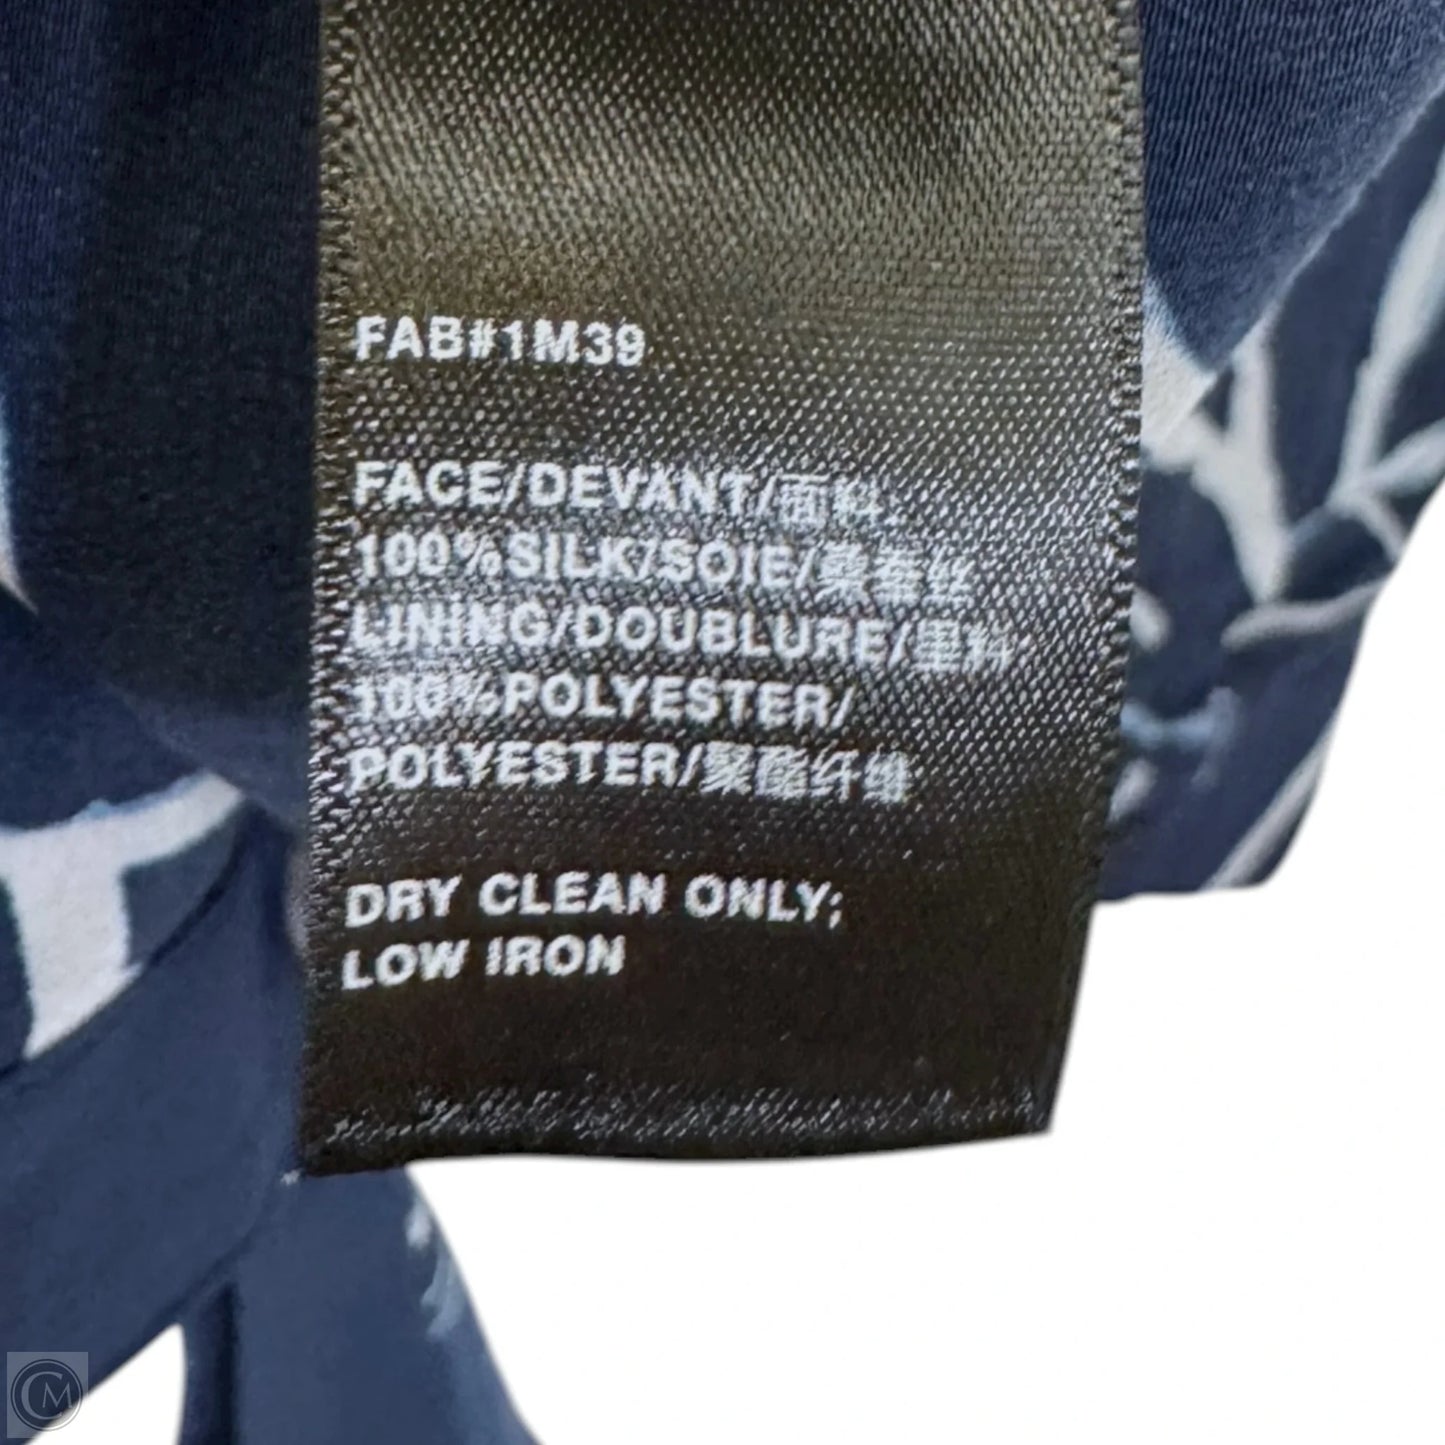 FAB#1M39
FACE/DEVANT/面料:
100%SILK/SOIE/桑蚕丝
LINING/DOUBLURE/里料:
100%POLYESTER/
POLYESTER/聚酯纤维
DRY CLEAN ONLY;
LOW IRON
CM